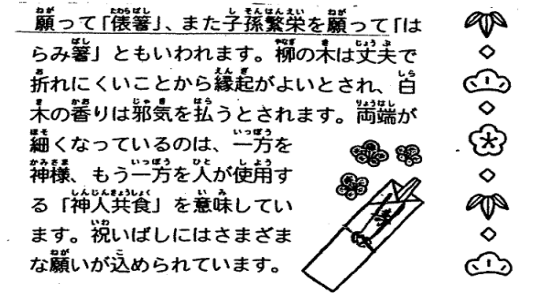 願って「俵箸」、また子孫繁栄を願って「は
らみ箸」ともいわれます。柳の木は丈夫で
折れにくいことから縁起がよいとされ、白
木の香りは邪気を払うとされます。両端が
細くなっているのは、一方を
神様、もう一方を人が使用す
る「神人共食」を意味してい
ます。祝いばしにはさまざま
な願いが込められています。
寿